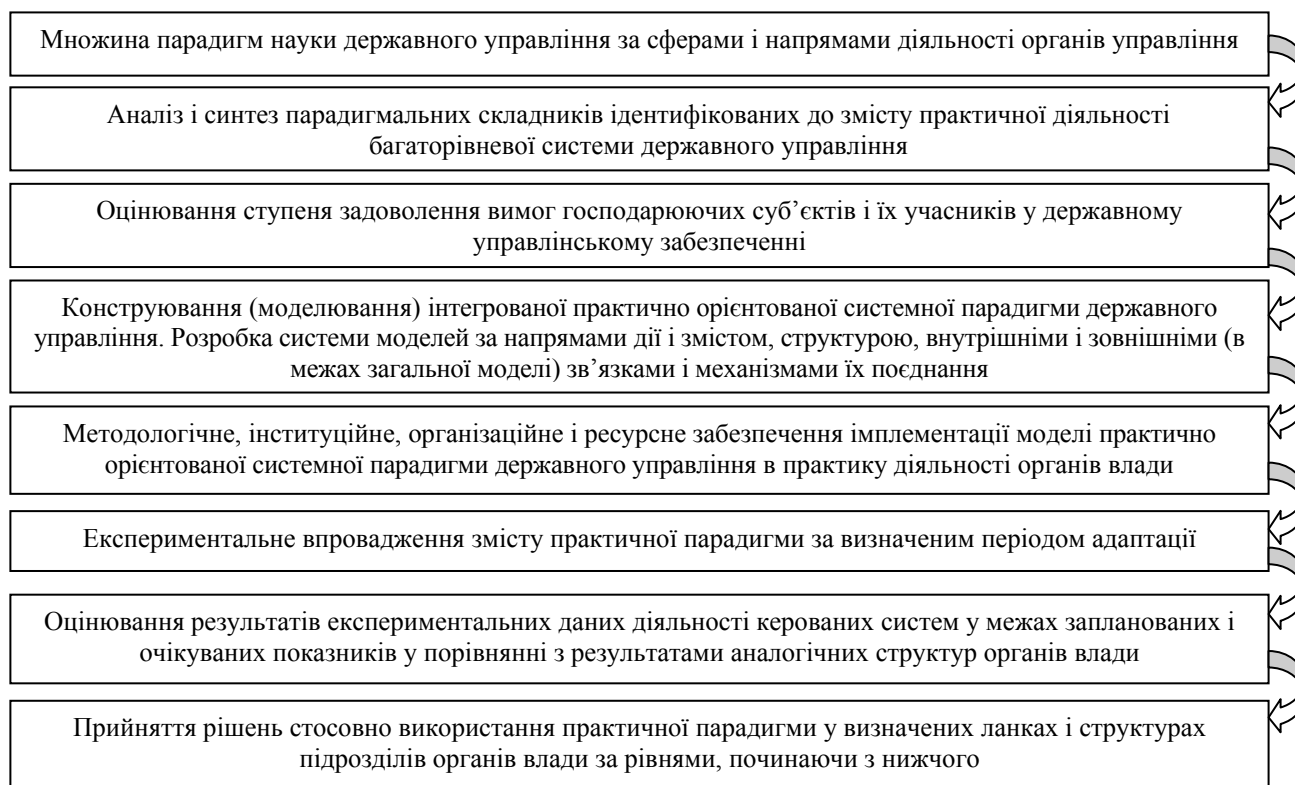 Множина парадигм науки державного управління за сферами і напрямами діяльності органів управління
Аналіз і синтез парадигмальних складників ідентифікованих до змісту практичної діяльності
багаторівневої системи державного управління
Оцінювання ступеня задоволення вимог господарюючих суб’єктів і їх учасників у державному
управлінському забезпеченні
Конструювання (моделювання) інтегрованої практично орієнтованої системної парадигми державного
управління. Розробка системи моделей за напрямами дії і змістом, структурою, внутрішніми і зовнішніми (в
межах загальної моделі) зв’язками і механізмами їх поєднання
Методологічне, інституційне, організаційне і ресурсне забезпечення імплементації моделі практично
орієнтованої системної парадигми державного управління в практику діяльності органів влади
Експериментальне впровадження змісту практичної парадигми за визначеним періодом адаптації
Оцінювання результатів експериментальних даних діяльності керованих систем у межах запланованих і
очікуваних показників у порівнянні з результатами аналогічних структур органів влади
Прийняття рішень стосовно використання практичної парадигми у визначених ланках і структурах
підрозділів органів влади за рівнями, починаючи з нижчого